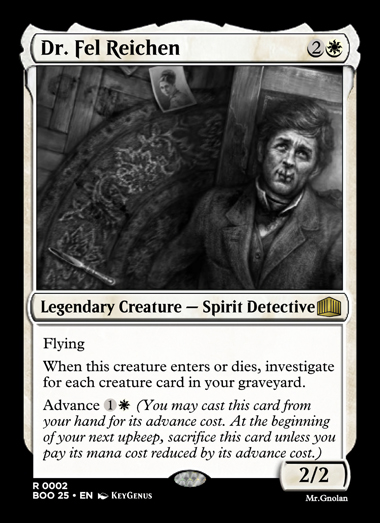 Dr. Fel Reichen 2
Legendary Creature — Spirit Detective
Flying
When this creature enters or dies, investigate
for each creature card in your graveyard.
Advance 1 (You may cast this card from
your hand for its advance cost. At the beginning
of your next upkeep, sacrifice this card unless you
pay its mana cost reduced by its advance cost.)
2/2
R 0002
BOO 25 • EN KeyGenus
Mr.Gnolan